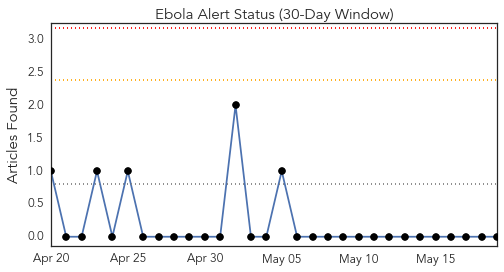 Ebola Alert Status (30-Day Window)
Articles Found
3.0
2.5
2.0
1.5
1.0
0.5
0.0
Apr 20
Apr 25
Apr 30
May 05
May 10
May 15